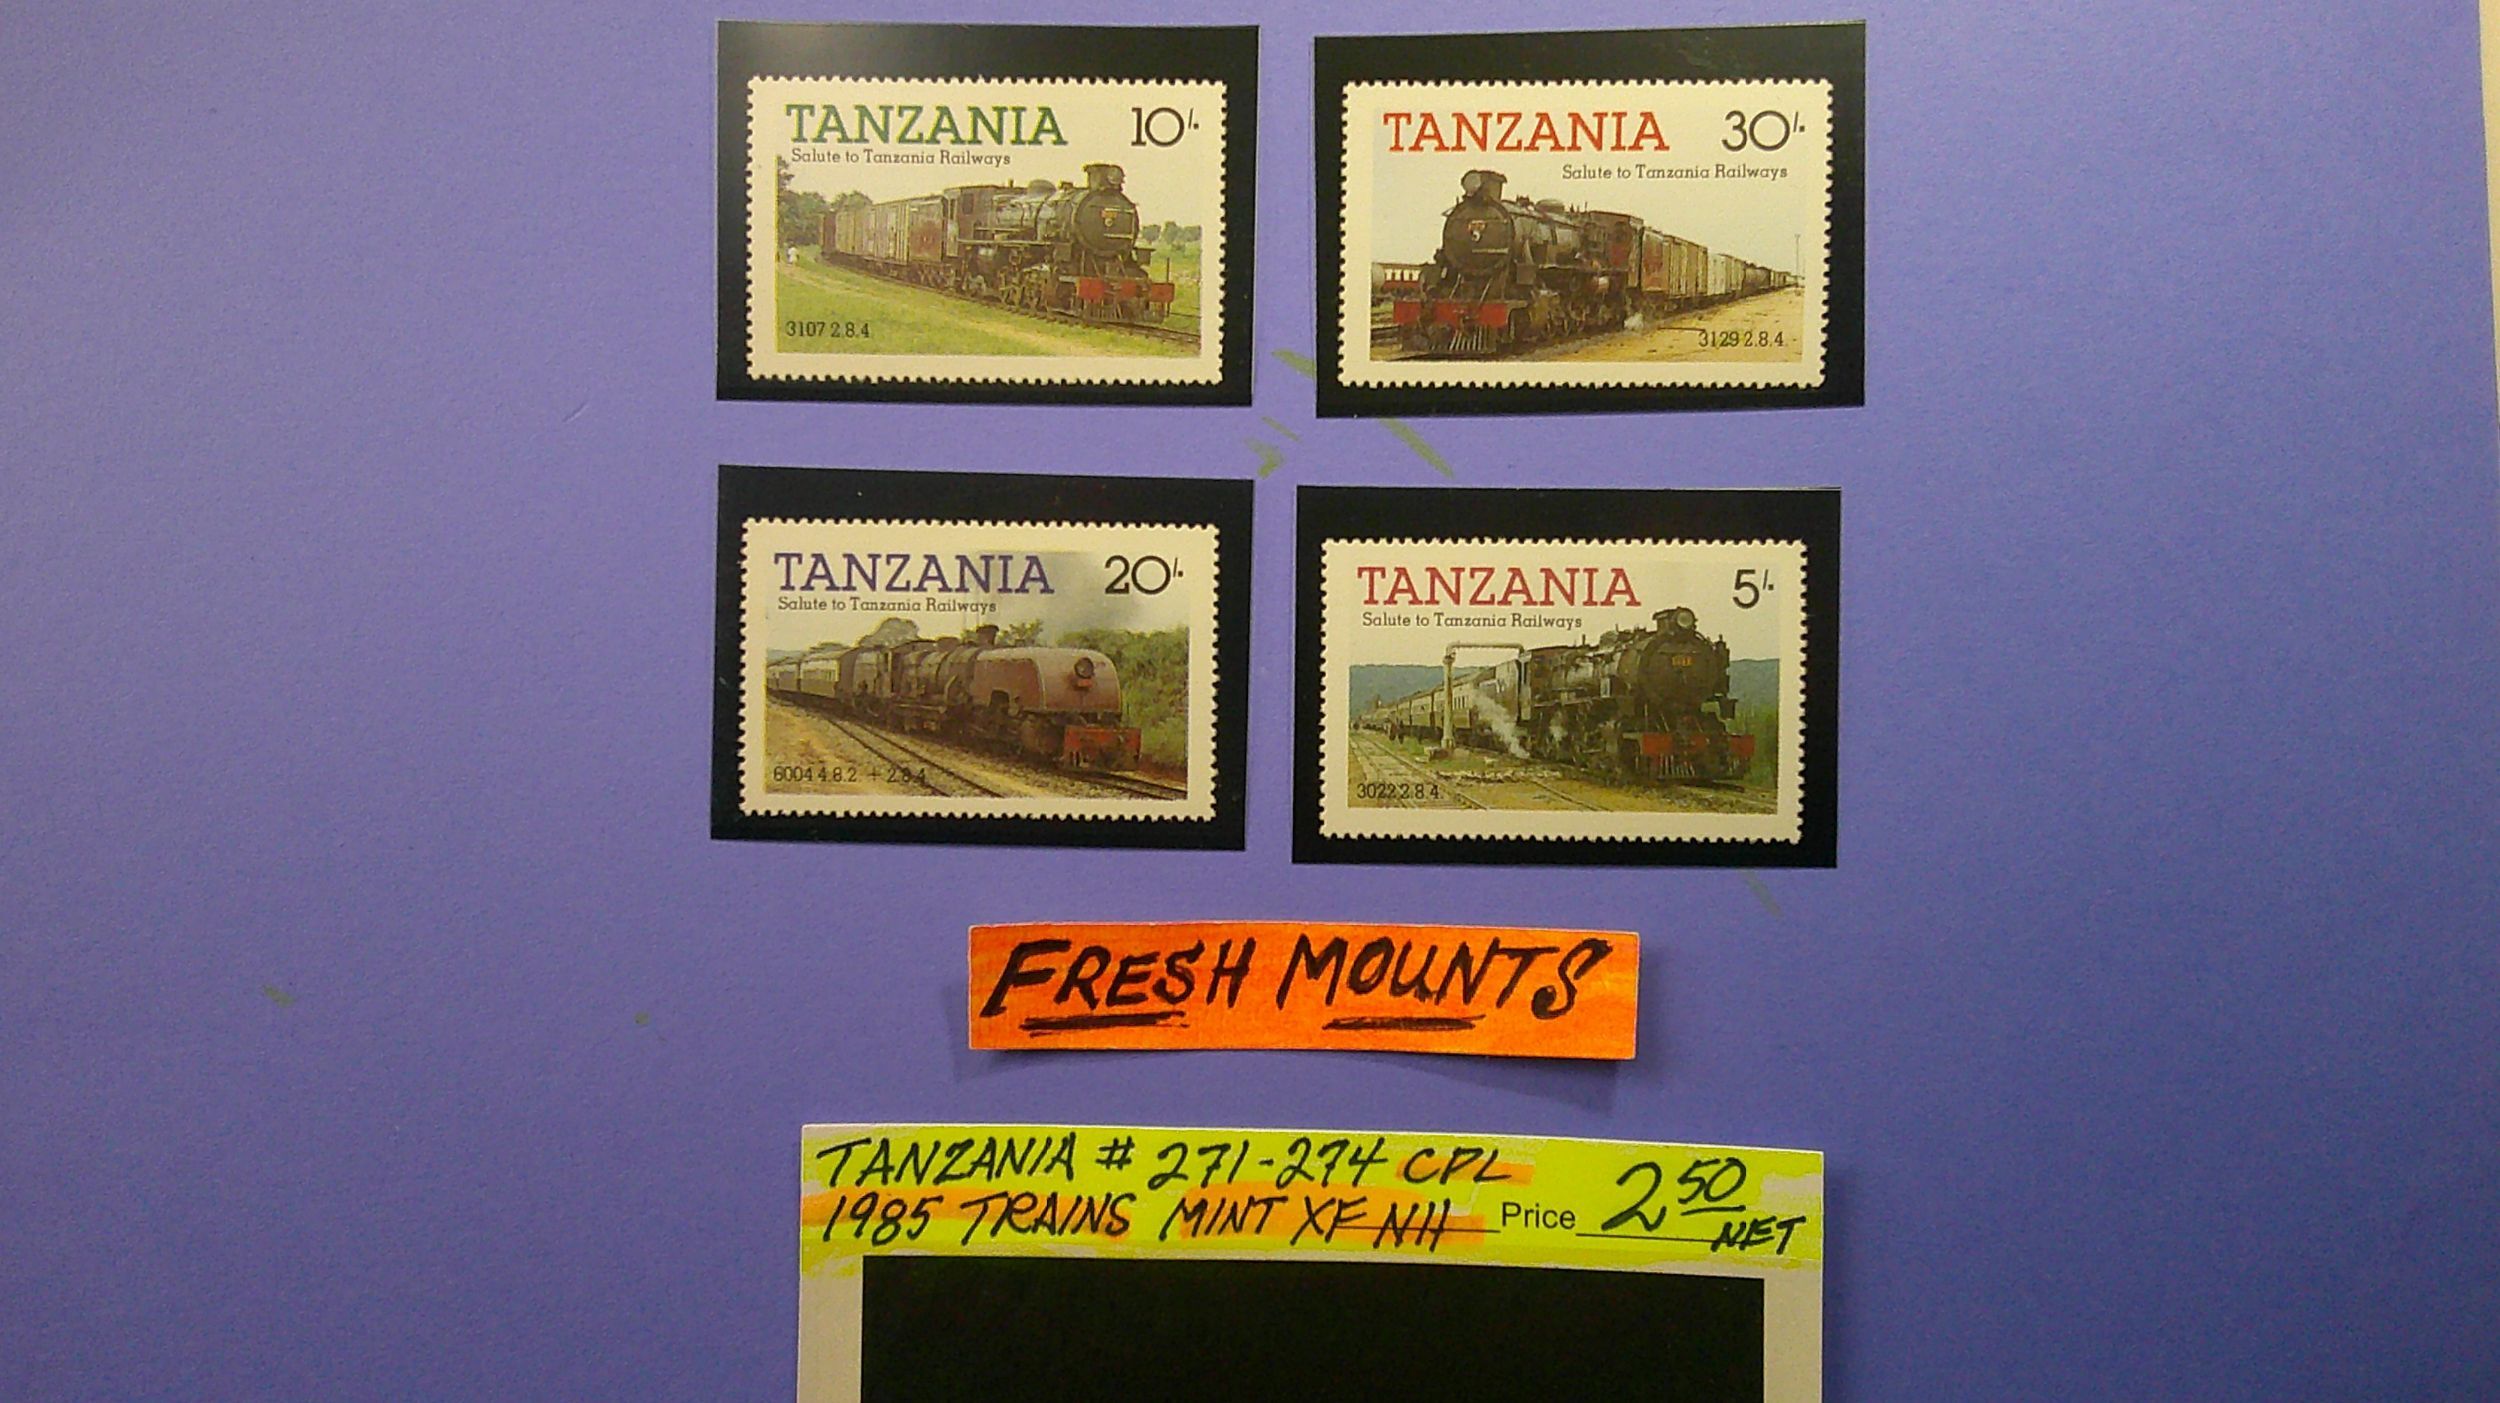 TANZANIA 10/-
Salute to Tanzania Railways
3107 2.8.4.
TANZANIA 30/-
Salute to Tanzania Railways
3129 2.8.4.
TANZANIA 20/-
Salute to Tanzania Railways
6004 4.8.2. + 2.8.4.
TANZANIA 5/-
Salute to Tanzania Railways
3022 2.8.4.
FRESH MOUNTS
TANZANIA # 271-274 CPL
1985 TRAINS MINT XF NH Price 2 50 NET